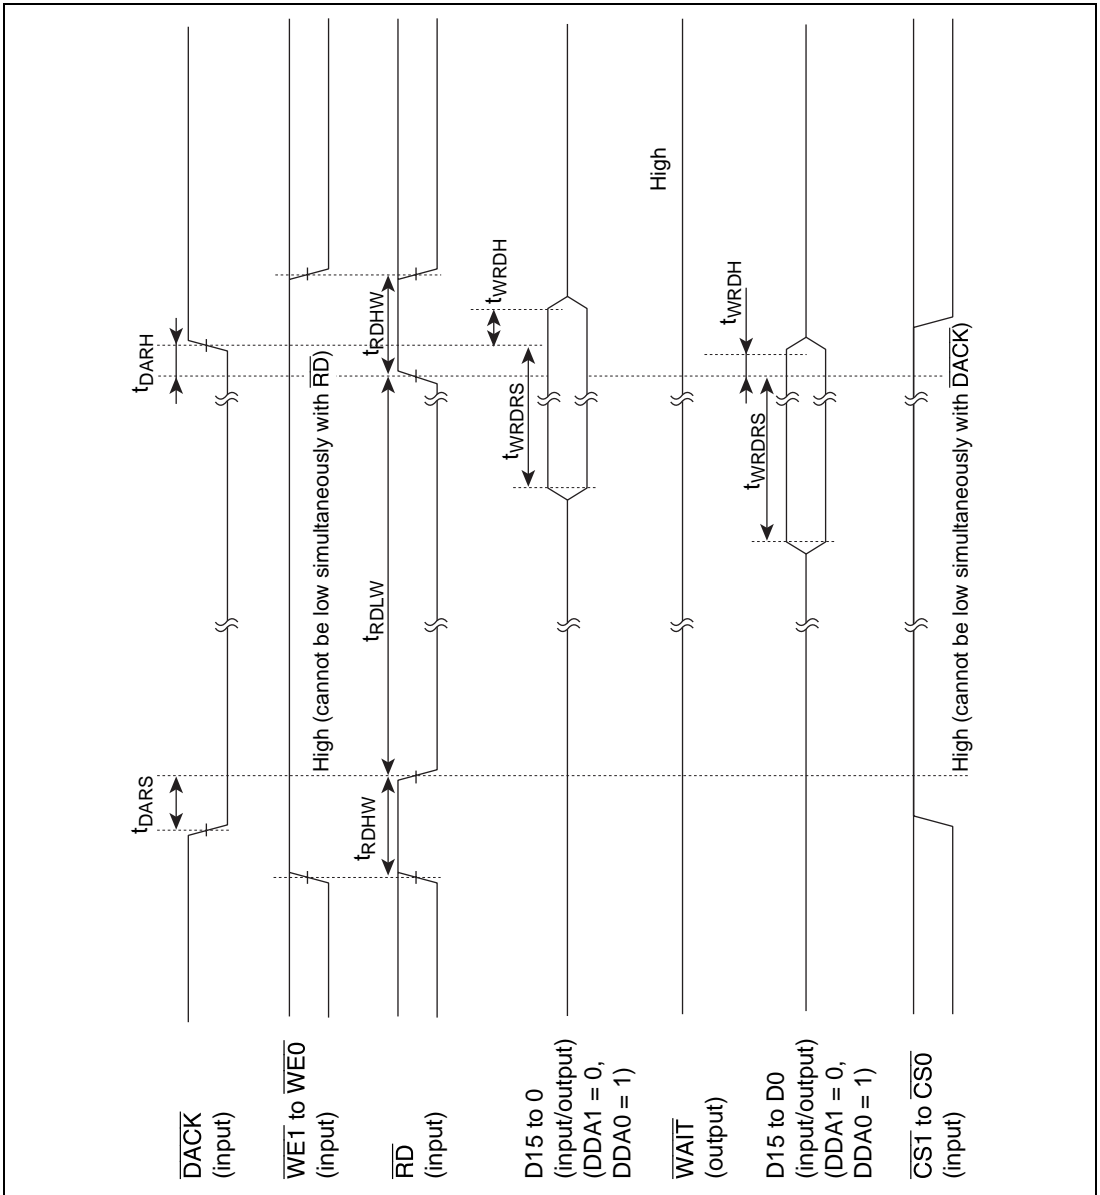 DACK
(input)
tDARS
tDARH
WE1 to WE0
(input)
High (cannot be low simultaneously with RD)
RD
(input)
tRDHW
tRDLW
tRDHW
D15 to 0
(input/output)
(DDA1 = 0,
DDA0 = 1)
tWRDRS
tWRDH
WAIT
(output)
High
D15 to D0
(input/output)
(DDA1 = 0,
DDA0 = 1)
tWRDRS
tWRDH
CS1 to CS0
(input)
High (cannot be low simultaneously with DACK)